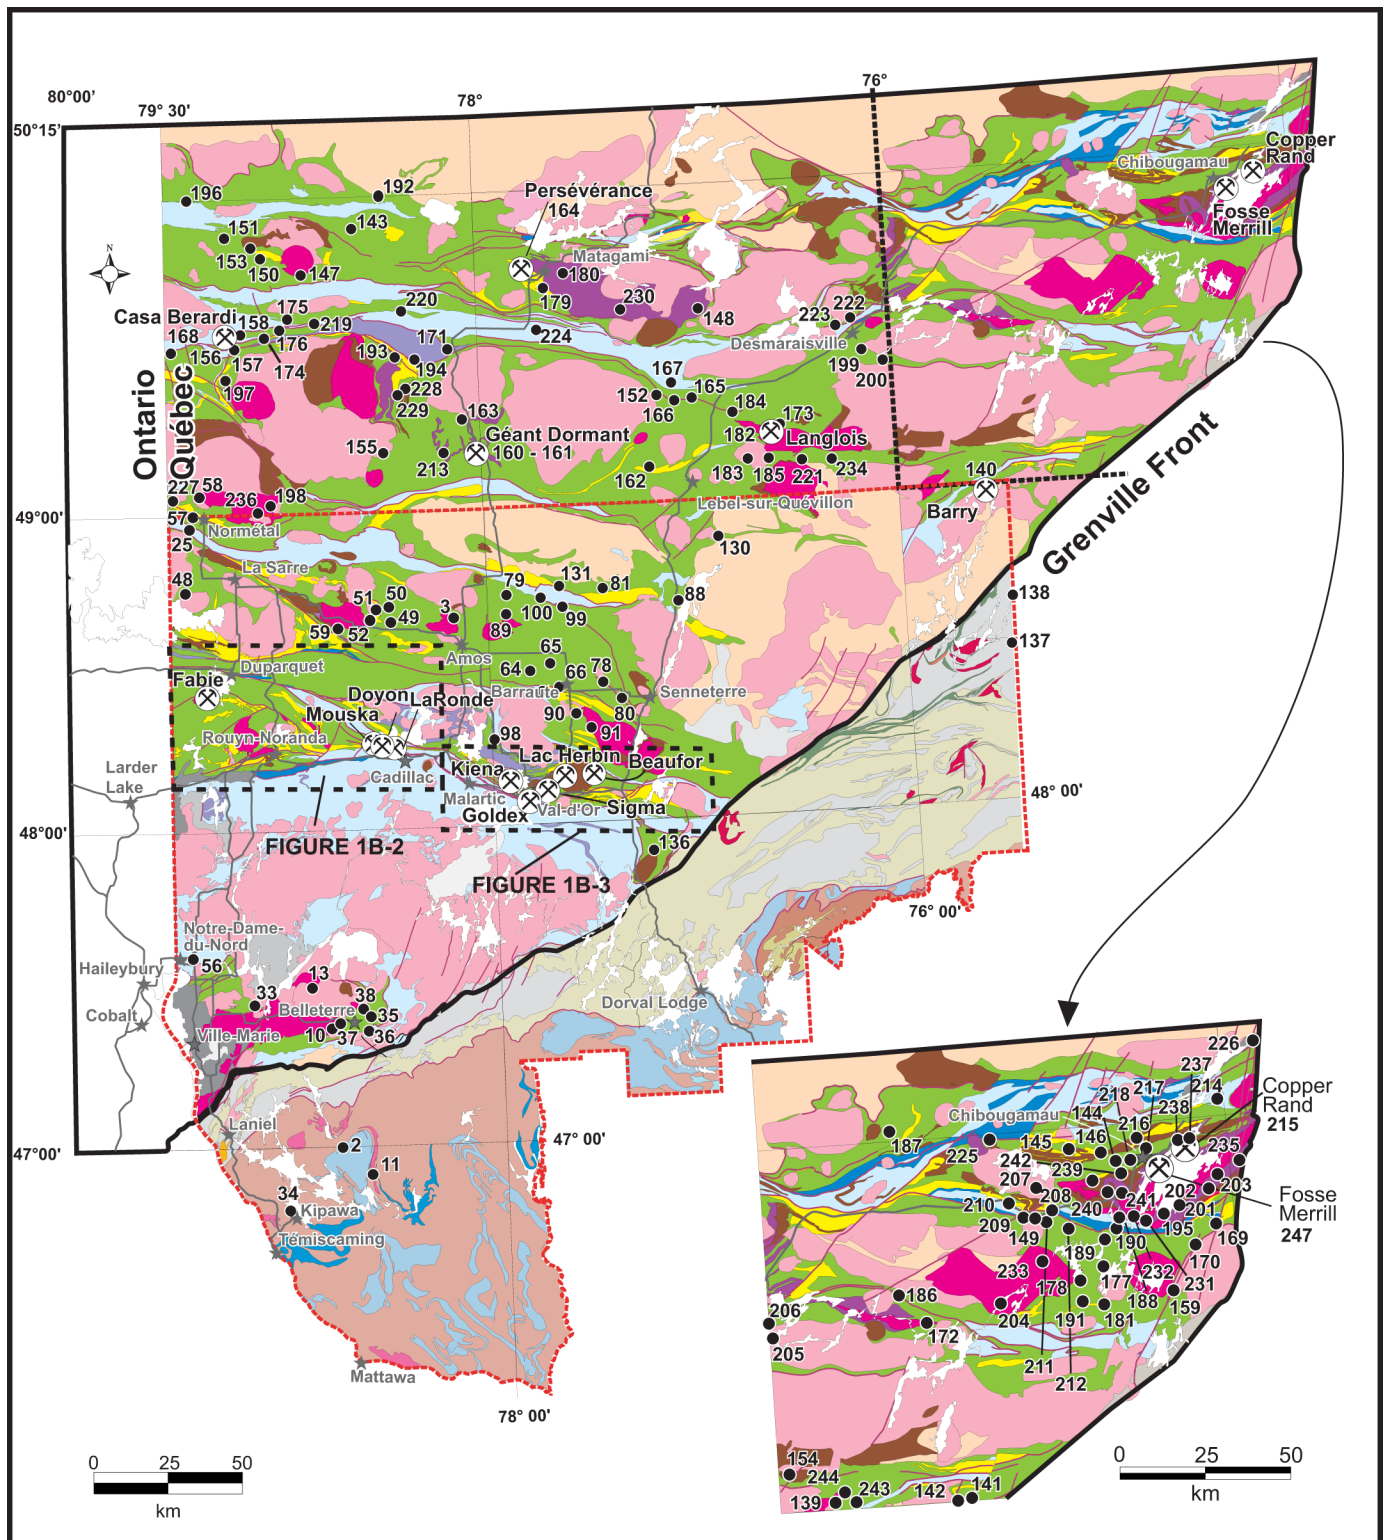 80°00'
79° 30'
78°
76°
50°15'
N
Copper
Rand
Chibougamau
Fosse
Merrill
196
192
Persévérance
164
151
143
153
150
147
Matagami
180
179
230
148
220
175
Casa Berardi
158
219
168
156
157
176
174
171
193
194
224
223
222
Desmaraisville
199
200
197
228
229
167
152
165
166
184
173
163
Géant Dormant
160 - 161
182
Langlois
155
213
162
183
185
221
234
Ontario
Québec
140
Barry
Grenville Front
227
58
236
198
57
49°00'
Normétal
25
Lebel-sur-Quévillon
130
La Sarre
48
51
50
3
79
131
81
88
138
100
99
49
59
52
89
137
65
Amos
64
66
78
Duparquet
Barraute
Senneterre
Fabie
Doyon
LaRonde
Mouska
90
80
91
98
Rouyn-Noranda
Lac Herbin
Beaufor
Kiena
Cadillac
Larder
Lake
Malartic
Goldex
Val-d'Or
Sigma
48° 00'
48°00'
FIGURE 1B-2
136
FIGURE 1B-3
76° 00'
Notre-Dame-
du-Nord
56
Haileybury
13
33
38
Dorval Lodge
Belleterre
35
Cobalt
10
37
36
Ville-Marie
Laniel
47° 00'
47°00'
2
11
34
Kipawa
Témiscaming
Mattawa
78° 00'
0 25 50
km
226
237
217
214
218
Copper
Rand
215
Chibougamau
144
216
238
187
145
146
225
235
242
239
207
203
208
202
210
241
201
Fosse
Merrill
247
209
240
195
149
190
169
189
170
233
178
177
232
231
188
159
186
206
204
191
181
172
205
211
212
154
244
243
142
141
139
0 25 50
km